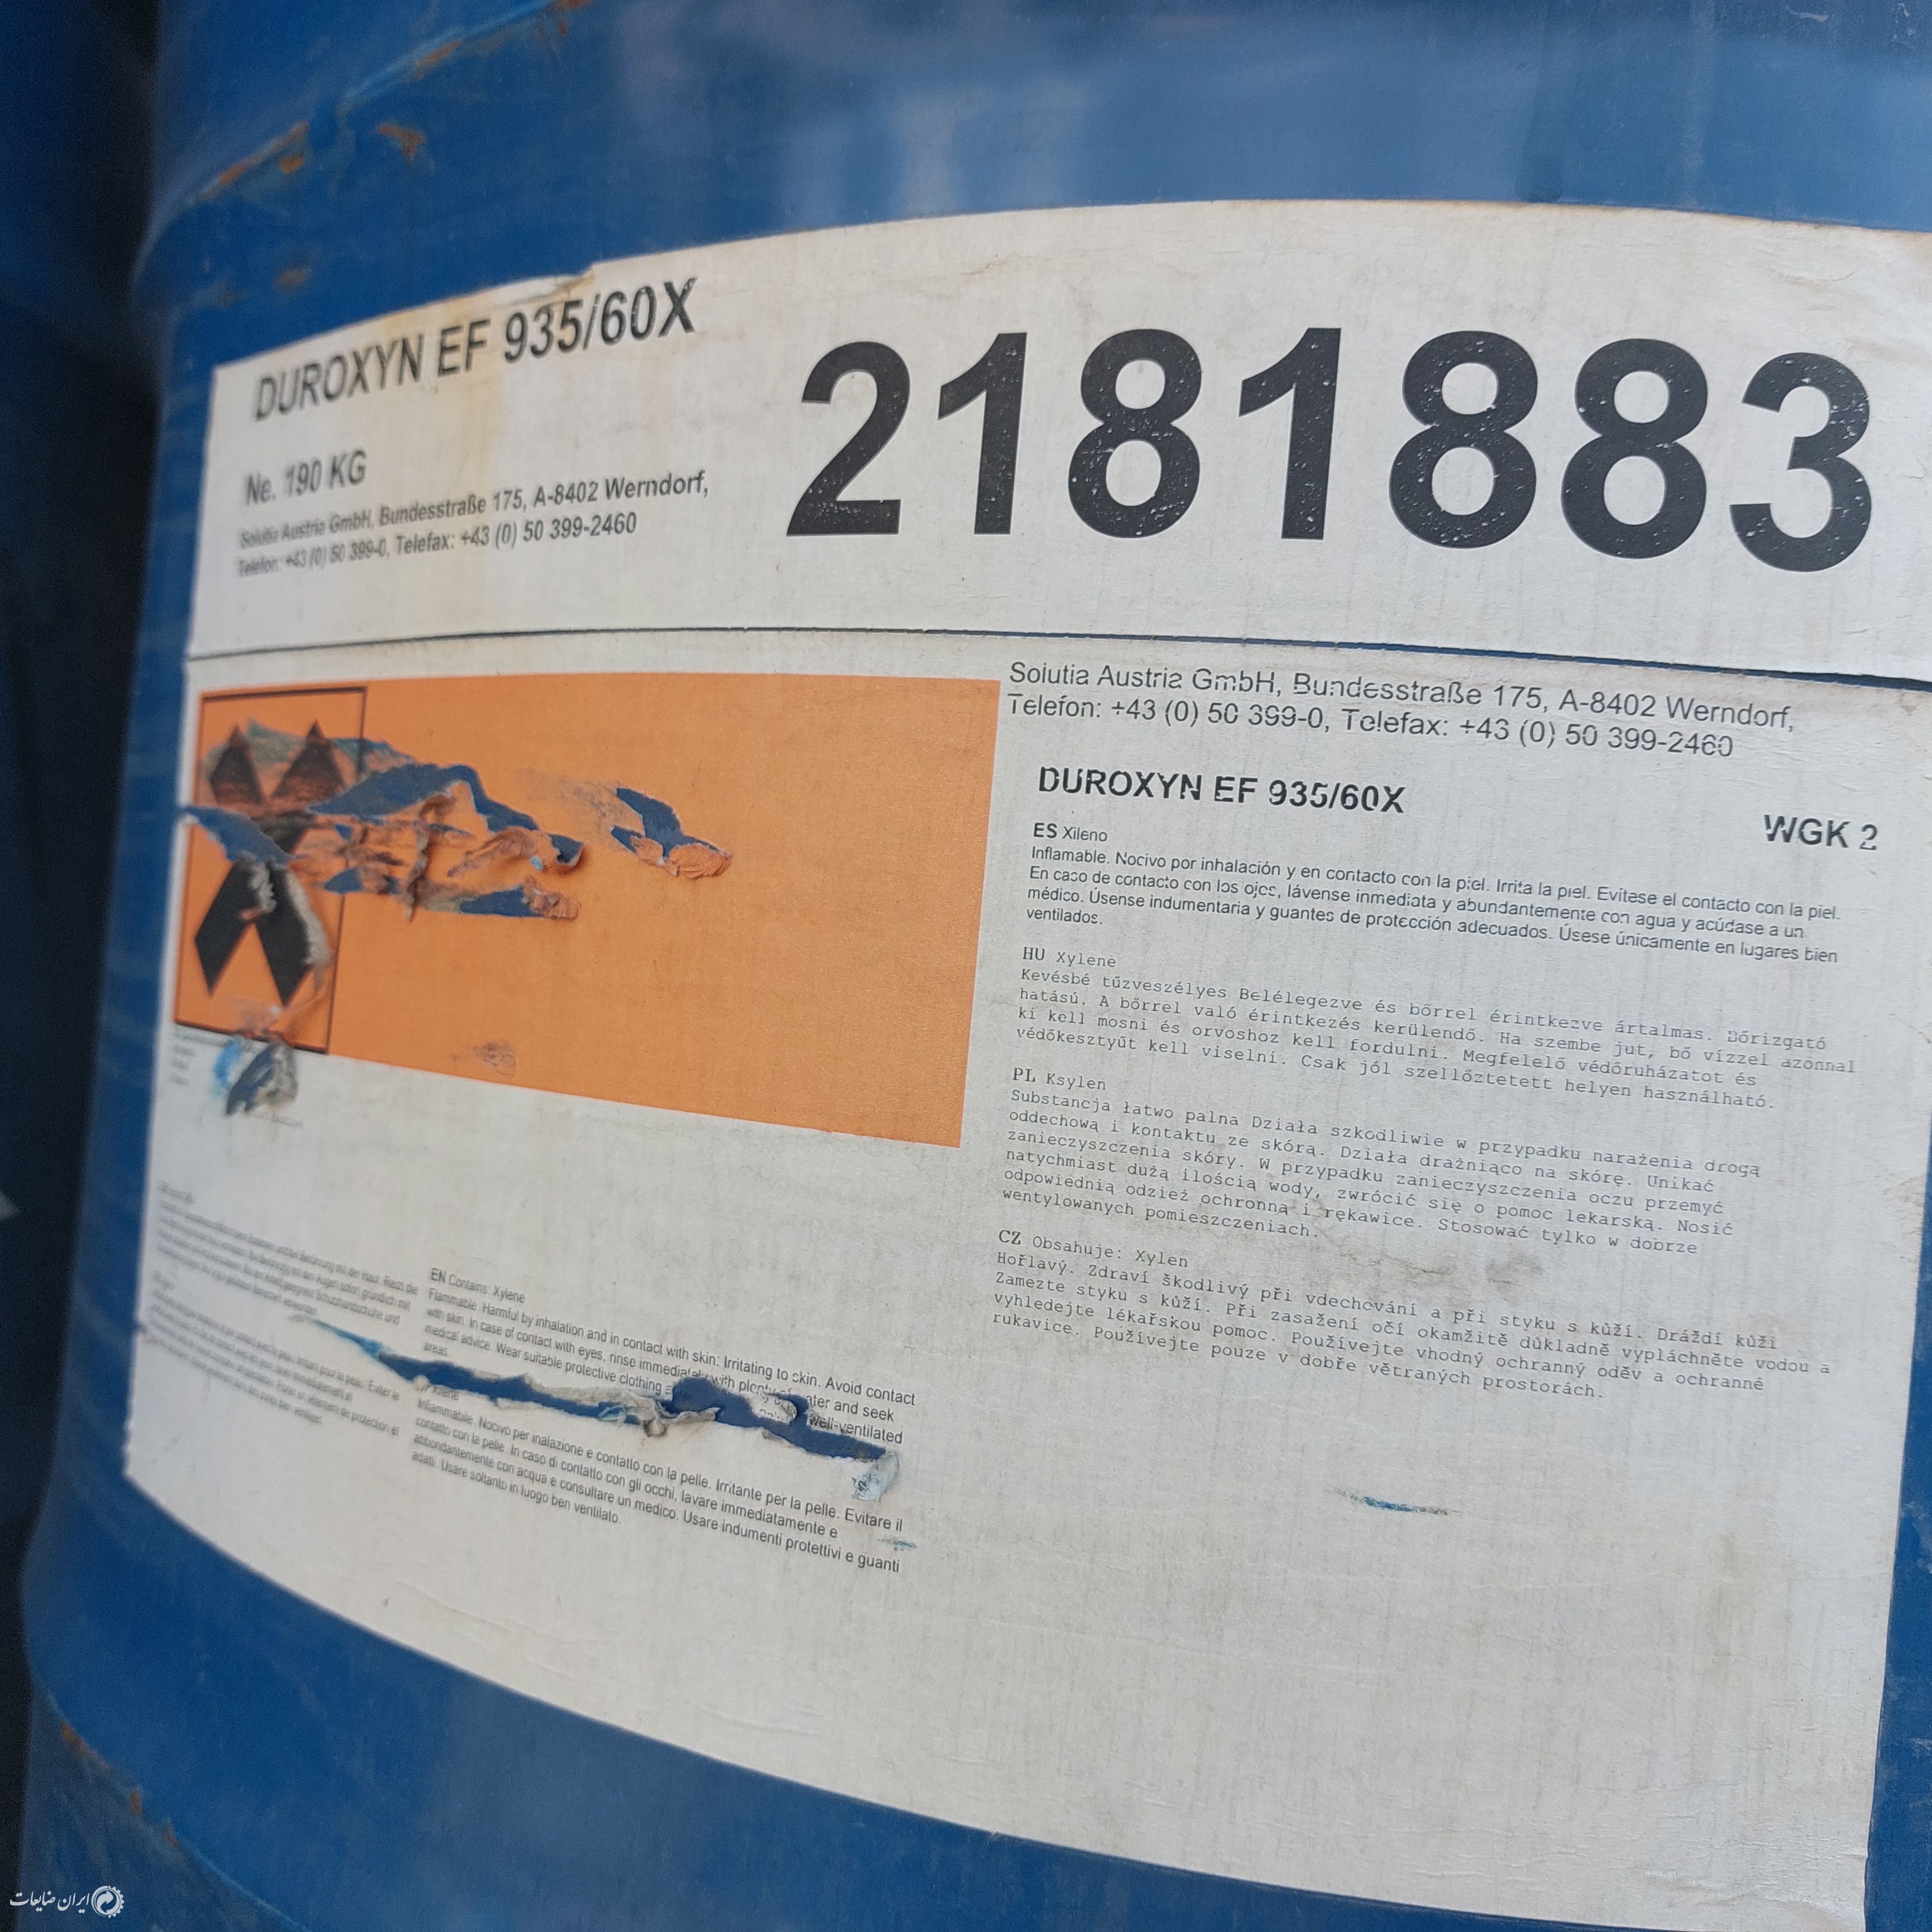 DUROXYN EF 935/60X
Ne. 190 KG
Solutia Austria GmbH, Bundesstraße 175, A-8402 Werndorf,
Telefon: +43 (0) 50 399-0, Telefax: +43 (0) 50 399-2460
2181883
Solutia Austria GmbH, Bundesstraße 175, A-8402 Werndorf,
Telefon: +43 (0) 50 399-0, Telefax: +43 (0) 50 399-2460
DUROXYN EF 935/60X
WGK 2
ES Xileno
Inflamable. Nocivo por inhalación y en contacto con la piel. Irrita la piel. Evítese el contacto con la piel.
En caso de contacto con los ojos, lávense inmediata y abundantemente con agua y acúdase a un
médico. Úsense indumentaria y guantes de protección adecuados. Úsese únicamente en lugares bien
ventilados.
HU Xylene
Kevésbé tűzveszélyes Belélegezve és bőrrel érintkezve ártalmas. Bőrizgató
hatású. A bőrrel való érintkezés kerülendő. Ha szembe jut, bő vízzel azonnal
ki kell mosni és orvoshoz kell fordulni. Megfelelő védőruházatot és
védőkesztyűt kell viselni. Csak jól szellőztetett helyen használható.
PL Ksylen
Substancja łatwo palna Działa szkodliwie w przypadku narażenia drogą
oddechową i kontaktu ze skórą. Działa drażniąco na skórę. Unikać
zanieczyszczenia skóry. W przypadku zanieczyszczenia oczu przemyć
natychmiast dużą ilością wody, zwrócić się o pomoc lekarską. Nosić
odpowiednią odzież ochronną i rękawice. Stosować tylko w dobrze
wentylowanych pomieszczeniach.
CZ Obsahuje: Xylen
Hořlavý. Zdraví škodlivý při vdechování a při styku s kůží. Dráždí kůži
Zamezte styku s kůží. Při zasažení očí okamžitě důkladně vypláchněte vodou a
vyhledejte lékařskou pomoc. Používejte vhodný ochranný oděv a ochranné
rukavice. Používejte pouze v dobře větraných prostorách.
EN Contains: Xylene
Flammable. Harmful by inhalation and in contact with skin. Irritating to skin. Avoid contact
with skin. In case of contact with eyes, rinse immediately with plenty of water and seek
medical advice. Wear suitable protective clothing well-ventilated
areas.
Infiammabile. Nocivo per inalazione e contatto con la pelle. Irritante per la pelle. Evitare il
contatto con la pelle. In caso di contatto con gli occhi, lavare immediatamente e
abbondantemente con acqua e consultare un medico. Usare indumenti protettivi e guanti
adatti. Usare soltanto in luogo ben ventilato.
ایران ضایعات